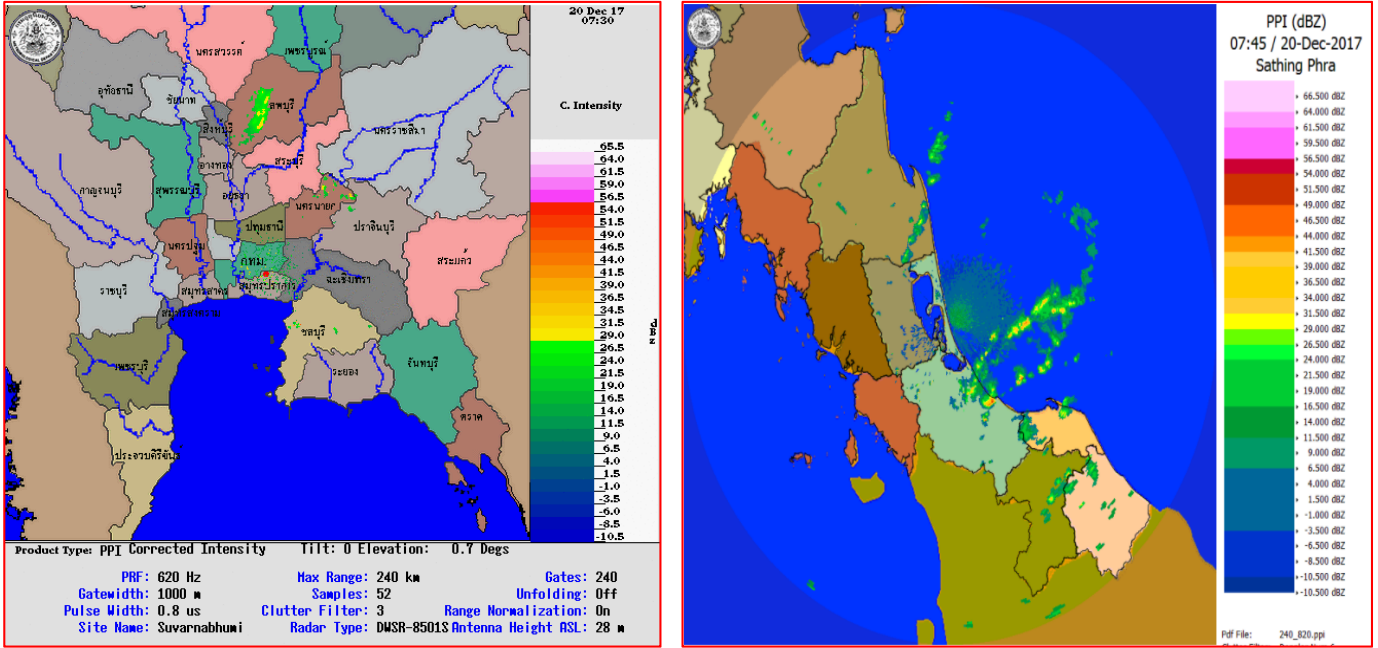 20 Dec 17
07:30
C. Intensity
65.5
64.0
61.5
59.0
56.5
54.0
51.5
49.0
46.5
44.0
41.5
39.0
36.5
34.0
31.5
29.0
26.5
24.0
21.5
19.0
16.5
14.0
11.5
9.0
6.5
4.0
1.5
-1.0
-3.5
-6.0
-8.5
-10.5
นครสวรรค์
เพชรบูรณ์
อุทัยธานี
ชัยนาท
ลพบุรี
สิงห์บุรี
นครราชสีมา
อ่างทอง
สระบุรี
กาญจนบุรี
สุพรรณบุรี
อยุธยา
นครนายก
ปทุมธานี
ปราจีนบุรี
นครปฐม
กทม.
สระแก้ว
ฉะเชิงเทรา
ราชบุรี
สมุทรสาคร
สมุทรปราการ
สมุทรสงคราม
ชลบุรี
เพชรบุรี
ระยอง
จันทบุรี
ตราด
ประจวบคีรีขันธ์
Product Type: PPI Corrected Intensity Tilt: 0 Elevation: 0.7 Degs
PRF: 620 Hz Max Range: 240 km Gates: 240
Gatewidth: 1000 m Samples: 52 Unfolding: Off
Pulse Width: 0.8 us Clutter Filter: 3 Range Normalization: On
Site Name: Suvarnabhumi Radar Type: DWSR-8501S Antenna Height ASL: 28 m
PPI (dBZ)
07:45 / 20-Dec-2017
Sathing Phra
66.500 dBZ
64.000 dBZ
61.500 dBZ
59.500 dBZ
56.500 dBZ
54.000 dBZ
51.500 dBZ
49.000 dBZ
46.500 dBZ
44.000 dBZ
41.500 dBZ
39.000 dBZ
36.500 dBZ
34.000 dBZ
31.500 dBZ
29.000 dBZ
26.500 dBZ
24.000 dBZ
21.500 dBZ
19.000 dBZ
16.500 dBZ
14.000 dBZ
11.500 dBZ
9.000 dBZ
6.500 dBZ
4.000 dBZ
1.500 dBZ
-1.000 dBZ
-3.500 dBZ
-6.500 dBZ
-8.500 dBZ
-10.500 dBZ
-10.500 dBZ
Pdf File: 240_820.ppi